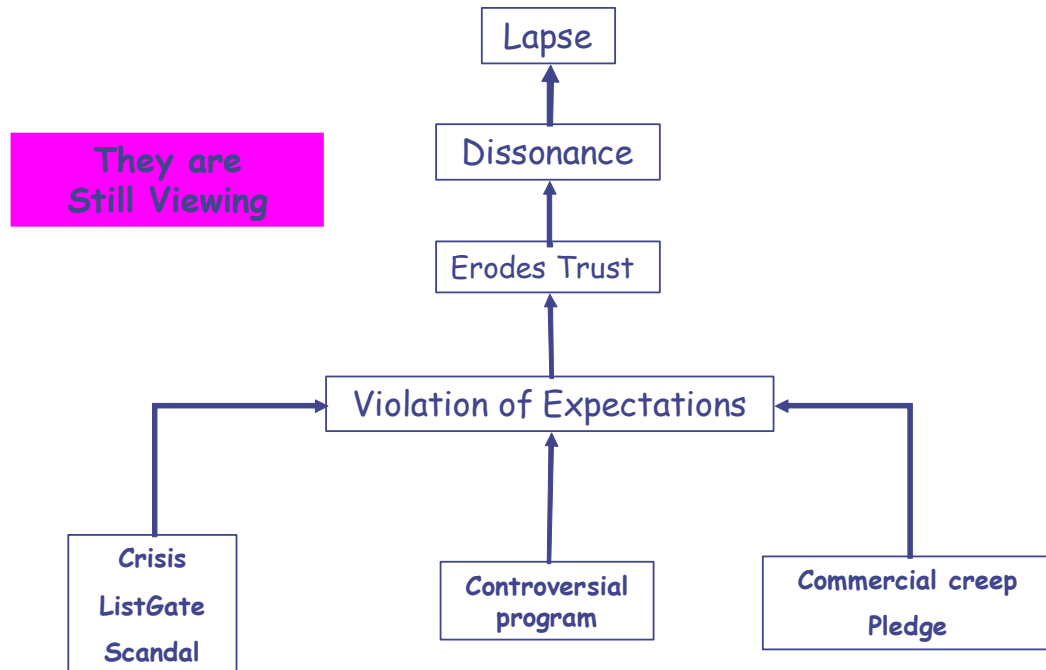 Lapse
They are
Still Viewing
Dissonance
Erodes Trust
Violation of Expectations
Crisis
ListGate
Scandal
Controversial
program
Commercial creep
Pledge